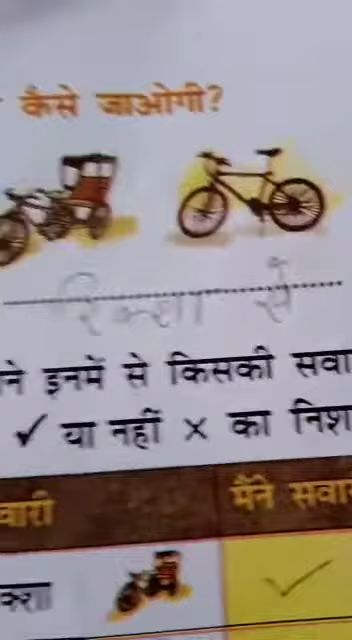 कैसे जाओगी?
रिक्शा से
ने इनमें से किसकी सवा
✓ या नहीं × का निश
वारी मैंने सवार
क्शा ✓